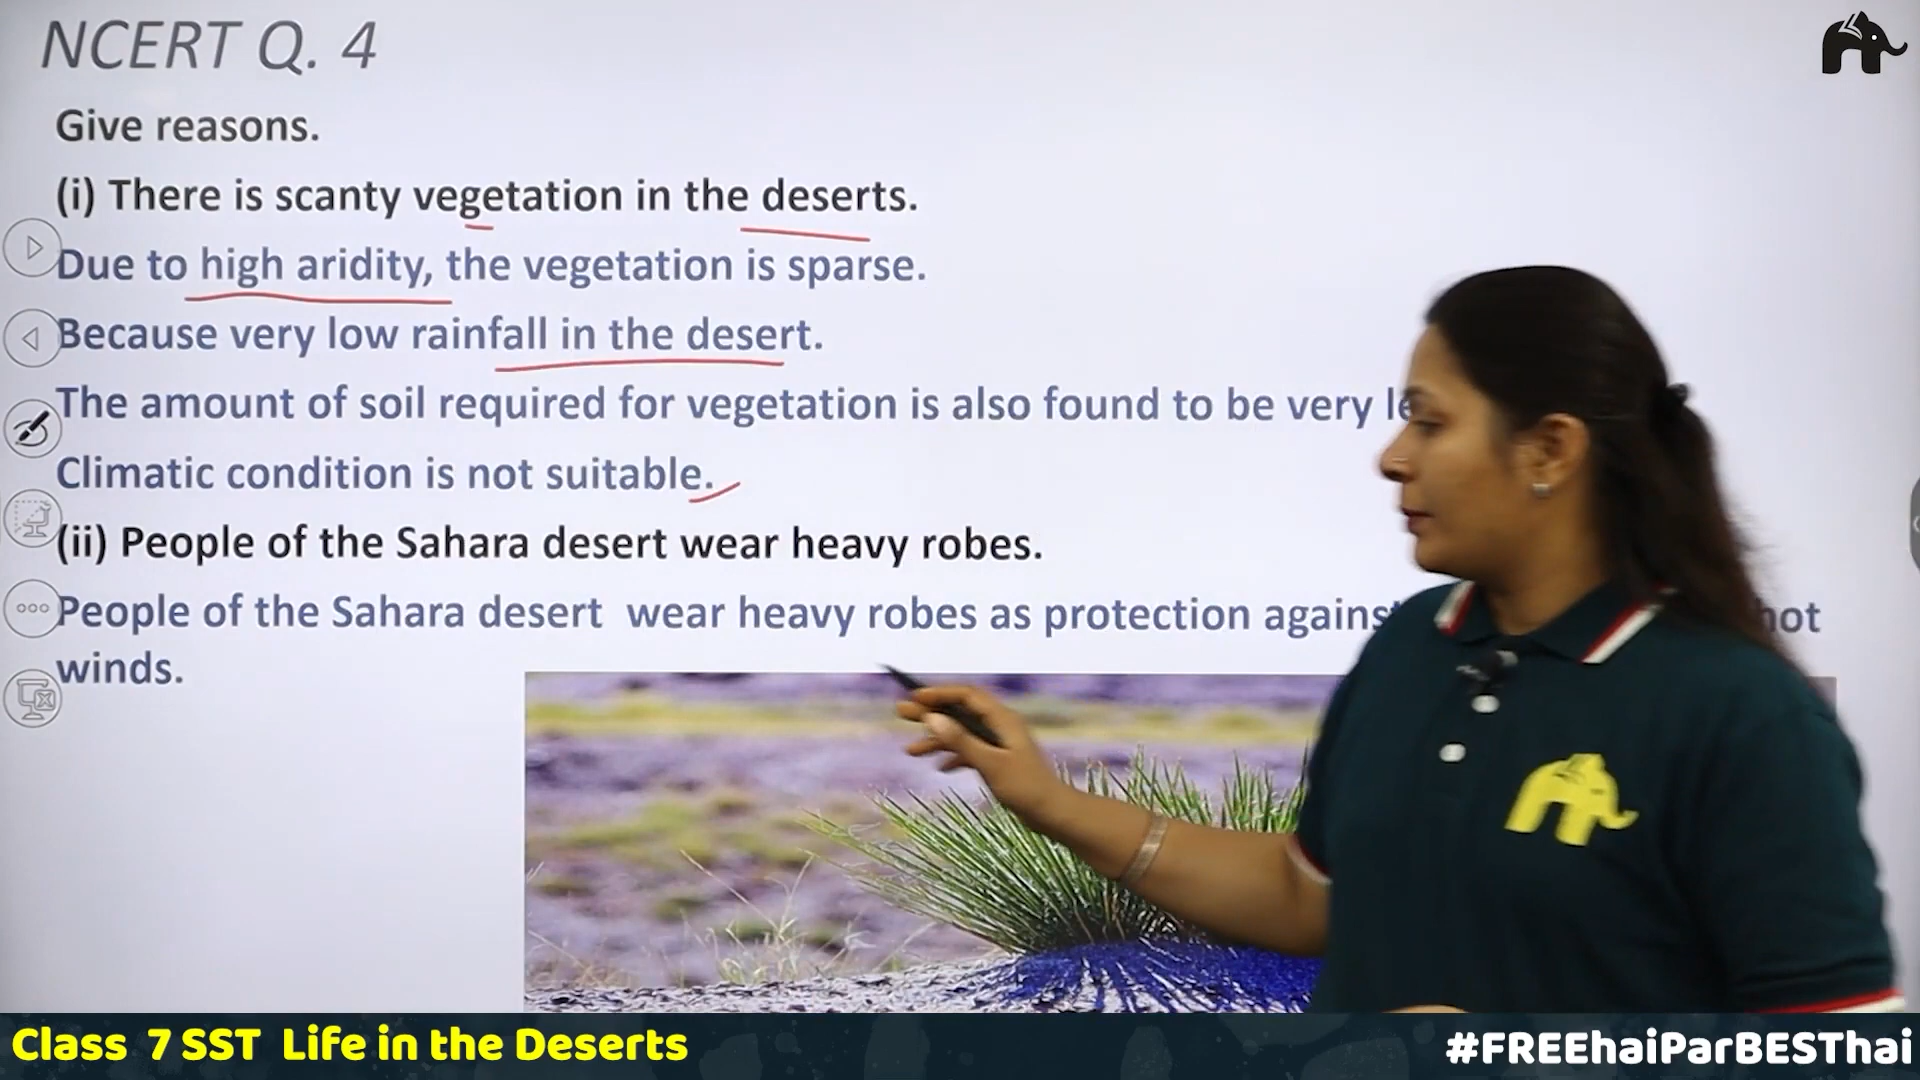 NCERT Q. 4
Give reasons.
(i) There is scanty vegetation in the deserts.
Due to high aridity, the vegetation is sparse.
Because very low rainfall in the desert.
The amount of soil required for vegetation is also found to be very
Climatic condition is not suitable.
(ii) People of the Sahara desert wear heavy robes.
People of the Sahara desert wear heavy robes as protection against hot
winds.
Class 7 SST Life in the Deserts
#FREEhaiParBESThai